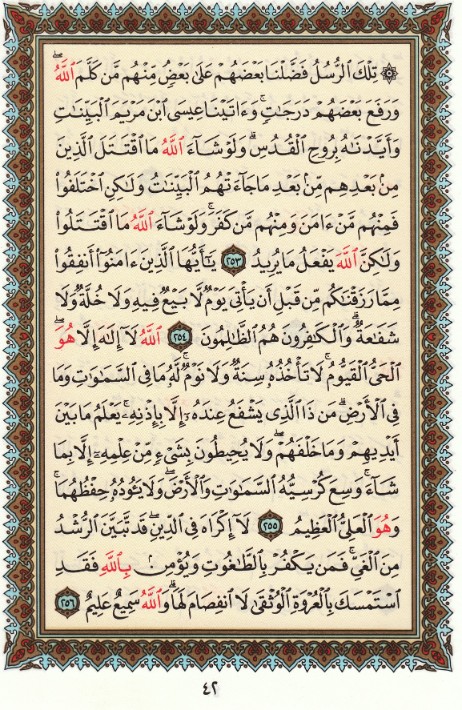 ۞ تِلْكَ ٱلرُّسُلُ فَضَّلْنَا بَعْضَهُمْ عَلَىٰ بَعْضٍ مِّنْهُم مَّن كَلَّمَ ٱللَّهُ ۖ
وَرَفَعَ بَعْضَهُمْ دَرَجَٰتٍ ۚ وَءَاتَيْنَا عِيسَى ٱبْنَ مَرْيَمَ ٱلْبَيِّنَٰتِ
وَأَيَّدْنَٰهُ بِرُوحِ ٱلْقُدُسِ ۗ وَلَوْ شَآءَ ٱللَّهُ مَا ٱقْتَتَلَ ٱلَّذِينَ
مِنۢ بَعْدِهِم مِّنۢ بَعْدِ مَا جَآءَتْهُمُ ٱلْبَيِّنَٰتُ وَلَٰكِنِ ٱخْتَلَفُوا۟
فَمِنْهُم مَّنْ ءَامَنَ وَمِنْهُم مَّن كَفَرَ ۚ وَلَوْ شَآءَ ٱللَّهُ مَا ٱقْتَتَلُوا۟
وَلَٰكِنَّ ٱللَّهَ يَفْعَلُ مَا يُرِيدُ ٢٥٣ يَٰٓأَيُّهَا ٱلَّذِينَ ءَامَنُوٓا۟ أَنفِقُوا۟
مِمَّا رَزَقْنَٰكُم مِّن قَبْلِ أَن يَأْتِىَ يَوْمٌ لَّا بَيْعٌ فِيهِ وَلَا خُلَّةٌ وَلَا
شَفَٰعَةٌ ۗ وَٱلْكَٰفِرُونَ هُمُ ٱلظَّٰلِمُونَ ٢٥٤ ٱللَّهُ لَآ إِلَٰهَ إِلَّا هُوَ
ٱلْحَىُّ ٱلْقَيُّومُ ۚ لَا تَأْخُذُهُۥ سِنَةٌ وَلَا نَوْمٌ ۚ لَّهُۥ مَا فِى ٱلسَّمَٰوَٰتِ وَمَا
فِى ٱلْأَرْضِ ۗ مَن ذَا ٱلَّذِى يَشْفَعُ عِندَهُۥٓ إِلَّا بِإِذْنِهِۦ ۚ يَعْلَمُ مَا بَيْنَ
أَيْدِيهِمْ وَمَا خَلْفَهُمْ ۖ وَلَا يُحِيطُونَ بِشَىْءٍ مِّنْ عِلْمِهِۦٓ إِلَّا بِمَا
شَآءَ ۚ وَسِعَ كُرْسِيُّهُ ٱلسَّمَٰوَٰتِ وَٱلْأَرْضَ ۖ وَلَا يَـُٔودُهُۥ حِفْظُهُمَا ۚ
وَهُوَ ٱلْعَلِىُّ ٱلْعَظِيمُ ٢٥٥ لَآ إِكْرَاهَ فِى ٱلدِّينِ ۖ قَد تَّبَيَّنَ ٱلرُّشْدُ
مِنَ ٱلْغَىِّ ۚ فَمَن يَكْفُرْ بِٱلطَّٰغُوتِ وَيُؤْمِنۢ بِٱللَّهِ فَقَدِ
ٱسْتَمْسَكَ بِٱلْعُرْوَةِ ٱلْوُثْقَىٰ لَا ٱنفِصَامَ لَهَا ۗ وَٱللَّهُ سَمِيعٌ عَلِيمٌ ٢٥٦
٤٢